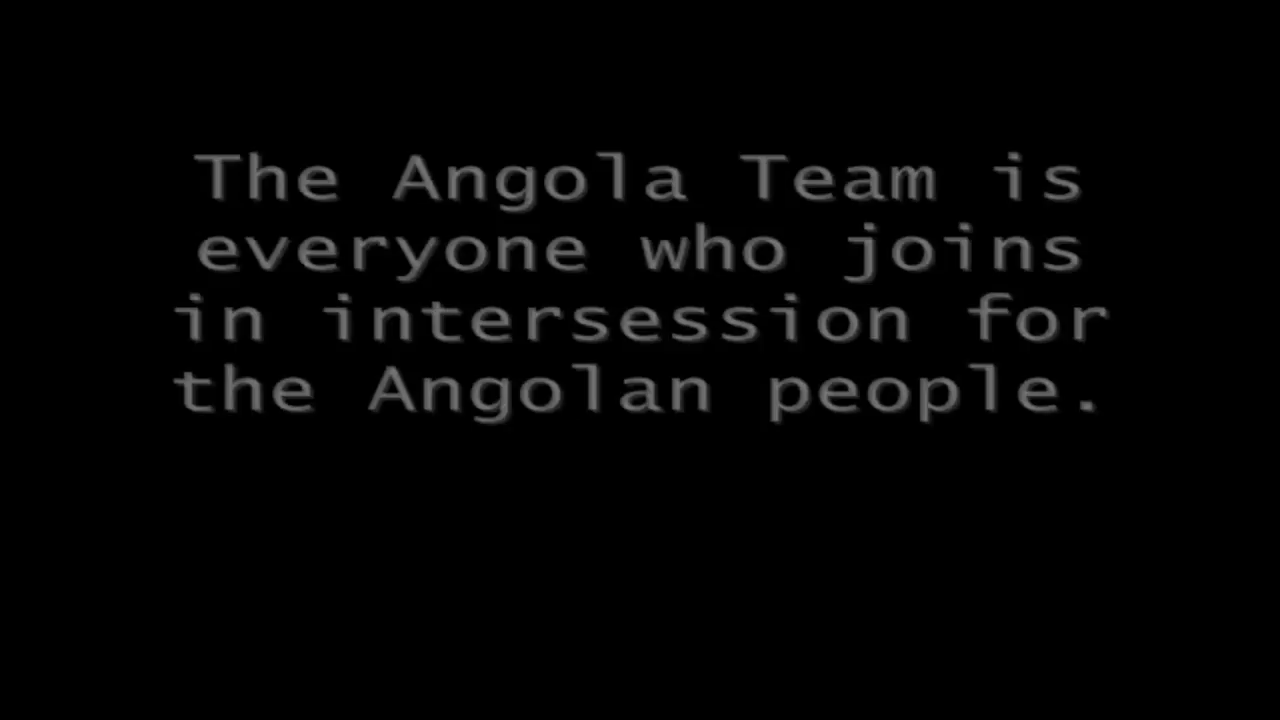 The Angola Team is
everyone who joins
in intersession for
the Angolan people.